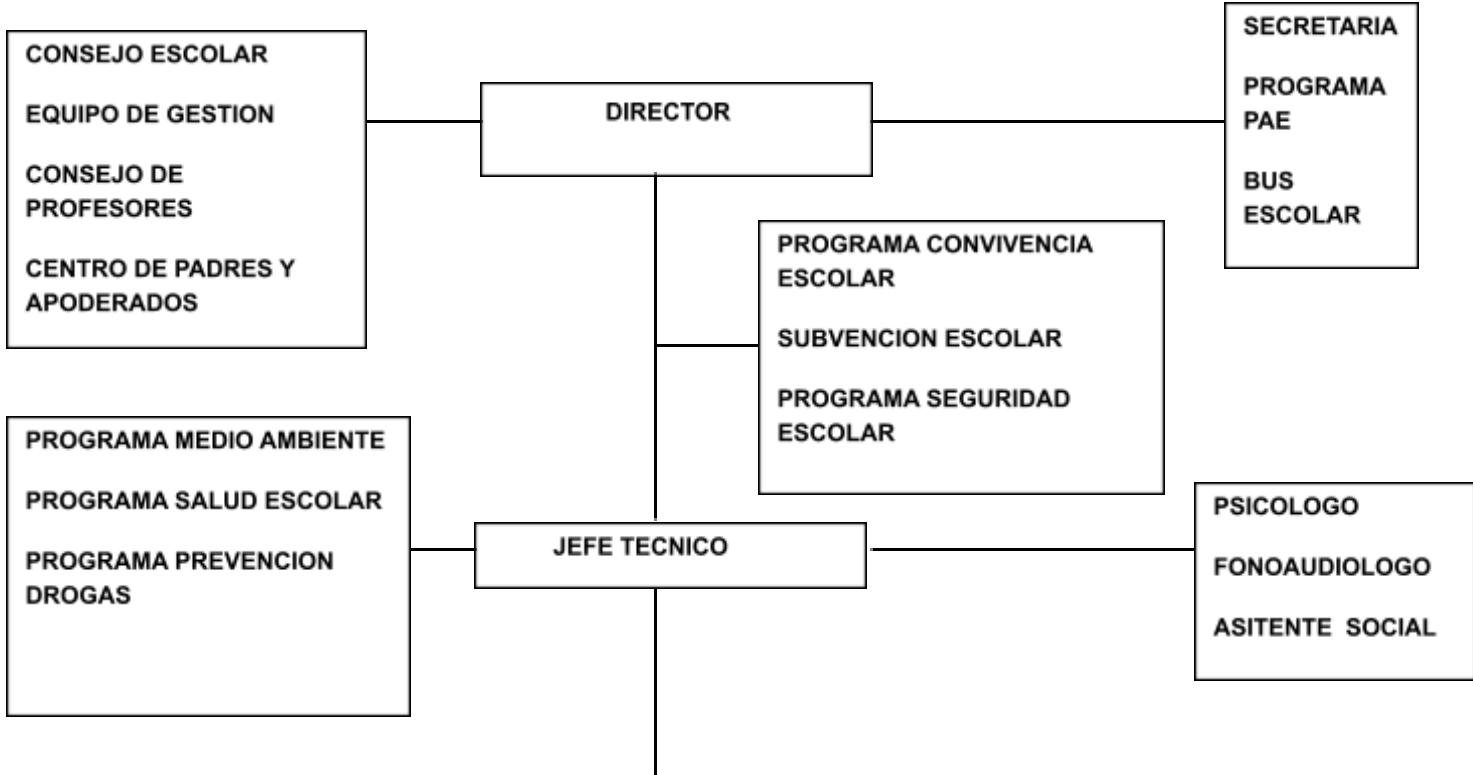 CONSEJO ESCOLAR
EQUIPO DE GESTION
CONSEJO DE
PROFESORES
CENTRO DE PADRES Y
APODERADOS
DIRECTOR
SECRETARIA
PROGRAMA
PAE
BUS
ESCOLAR
PROGRAMA CONVIVENCIA
ESCOLAR
SUBVENCION ESCOLAR
PROGRAMA SEGURIDAD
ESCOLAR
PROGRAMA MEDIO AMBIENTE
PROGRAMA SALUD ESCOLAR
PROGRAMA PREVENCION
DROGAS
JEFE TECNICO
PSICOLOGO
FONOAUDIOLOGO
ASITENTE SOCIAL